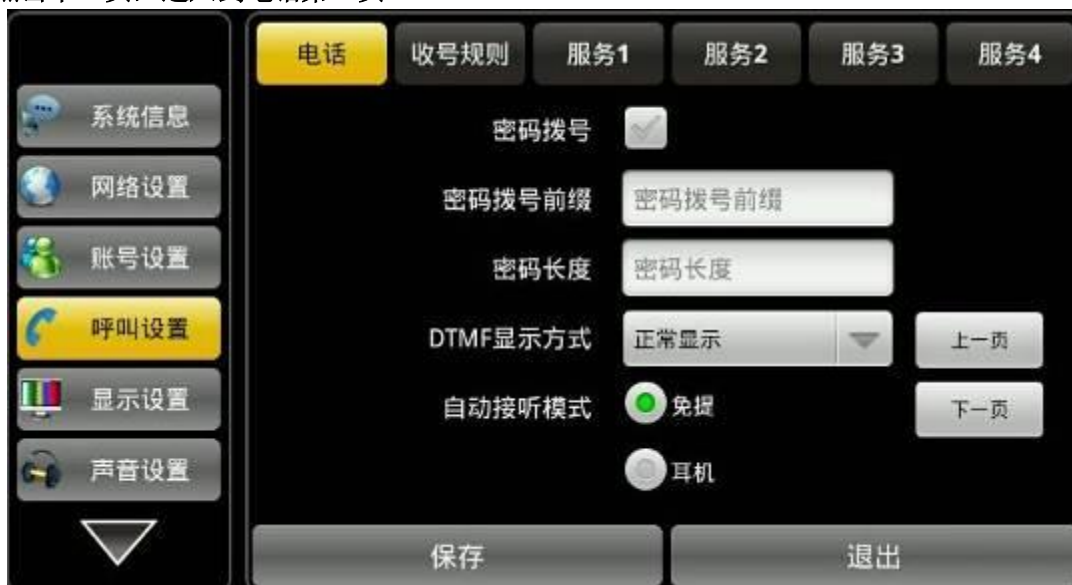 电话 收号规则 服务1 服务2 服务3 服务4
系统信息
网络设置
账号设置
呼叫设置
显示设置
声音设置
密码拨号
密码拨号前缀 密码拨号前缀
密码长度 密码长度
DTMF显示方式 正常显示 上一页
自动接听模式 免提 下一页
耳机
保存 退出